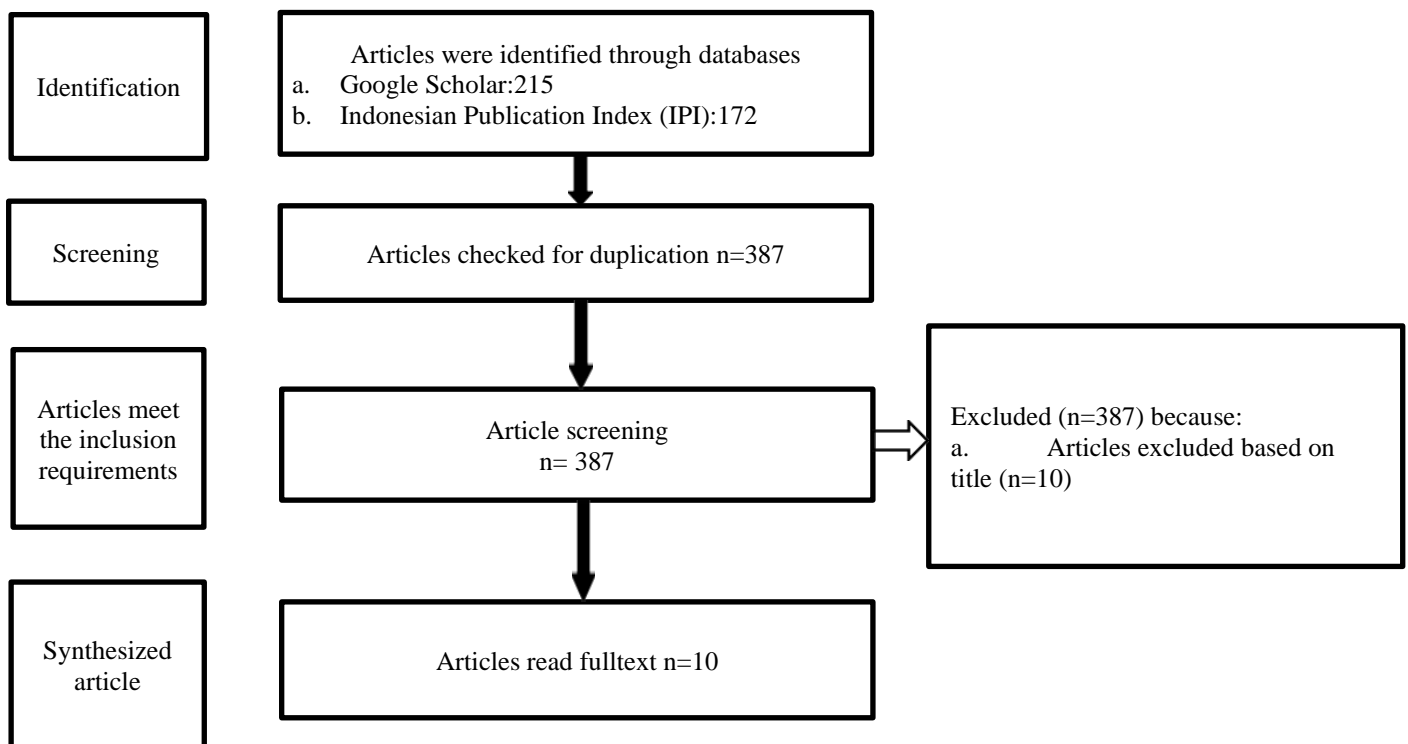 Identification
Articles were identified through databases
a. Google Scholar:215
b. Indonesian Publication Index (IPI):172
Screening
Articles checked for duplication n=387
Articles meet
the inclusion
requirements
Article screening
n= 387
Excluded (n=387) because:
a. Articles excluded based on
title (n=10)
Synthesized
article
Articles read fulltext n=10